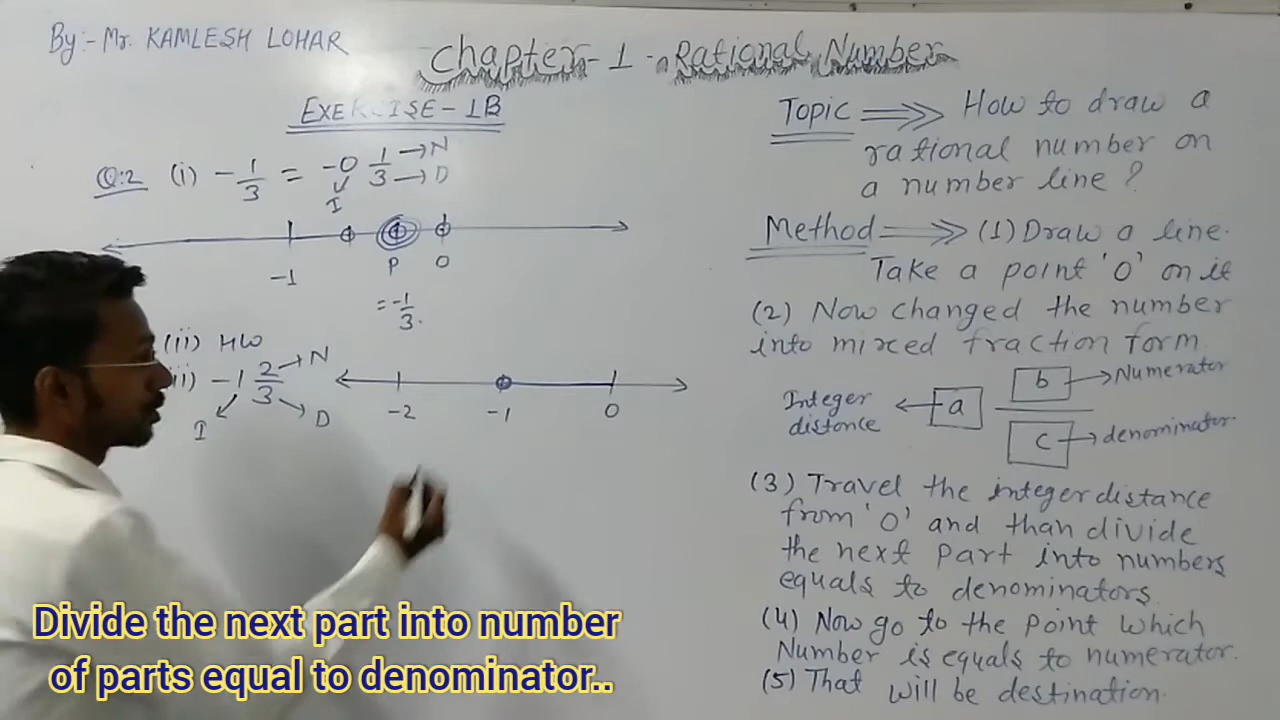 By:- Mr. KAMLESH LOHAR
Chapter-1-Rational Number
EXERCISE-1B
Q:2 (i) -1/3 = -0 1/3 →N →D
I
-1 P 0
= -1/3.
(ii) HW
ii) -1 2/3 →N
I D
-2 -1 0
Topic ⟹ How to draw a
rational number on
a number line?
Method ⟹ (1) Draw a line.
Take a point 'O' on it
(2) Now changed the number
into mixed fraction form
Integer distance ← a b → Numerator
c → denominator
(3) Travel the integer distance
from 'O' and than divide
the next part into numbers
equals to denominators
(4) Now go to the point which
Number is equals to numerator.
(5) That will be destination.
Divide the next part into number
of parts equal to denominator..